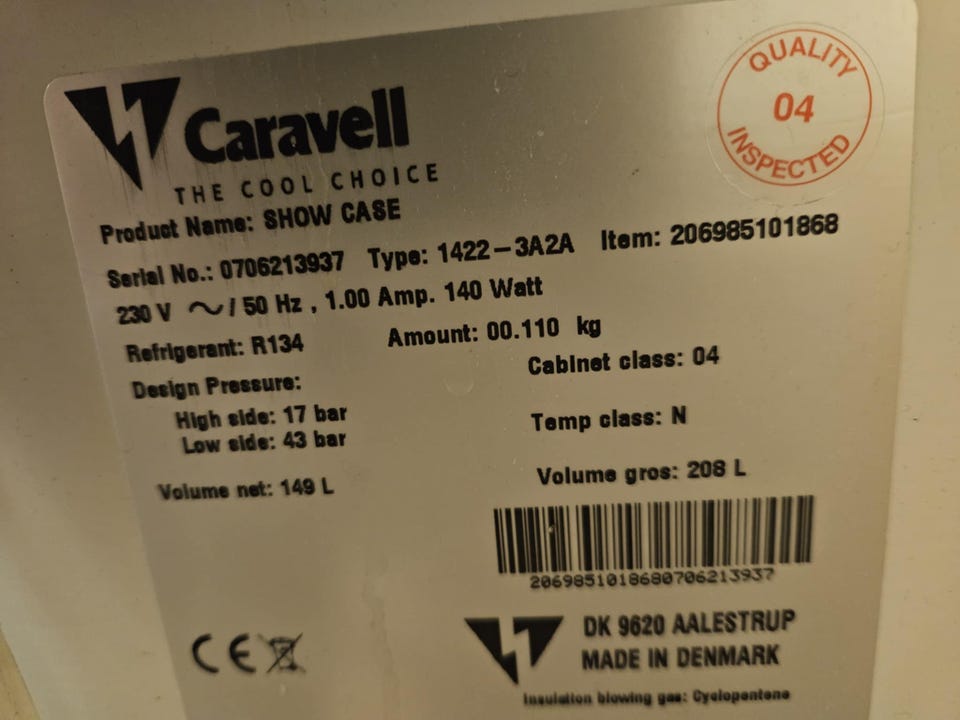 Caravell
THE COOL CHOICE
QUALITY
04
INSPECTED
Product Name: SHOW CASE
Serial No.: 0706213937 Type: 1422-3A2A Item: 206985101868
230 V ~/ 50 Hz , 1.00 Amp. 140 Watt
Refrigerant: R134 Amount: 00.110 kg
Design Pressure: Cabinet class: 04
High side: 17 bar
Low side: 43 bar Temp class: N
Volume net: 149 L Volume gros: 208 L
2069851018680706213937
CE
DK 9620 AALESTRUP
MADE IN DENMARK
Insulation blowing gas: Cyclopentene